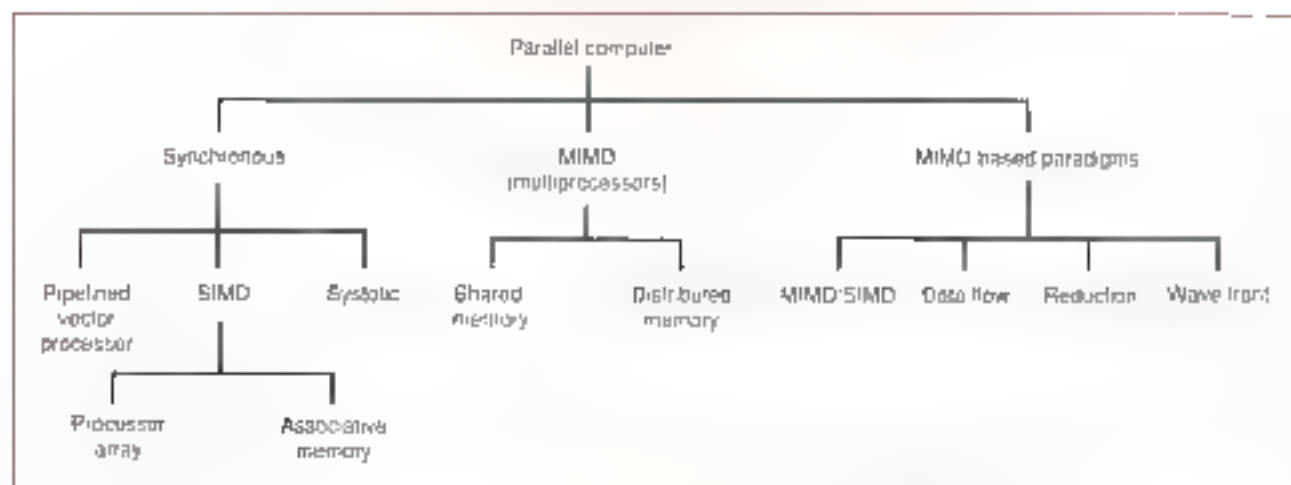 Parallel computer
Synchronous
MIMD
(multiprocessors)
MIMD based paradigms
Pipelined
vector
processor
SIMD
Systolic
Shared
memory
Distributed
memory
MIMD/SIMD
Data flow
Reduction
Wave front
Processor
array
Associative
memory